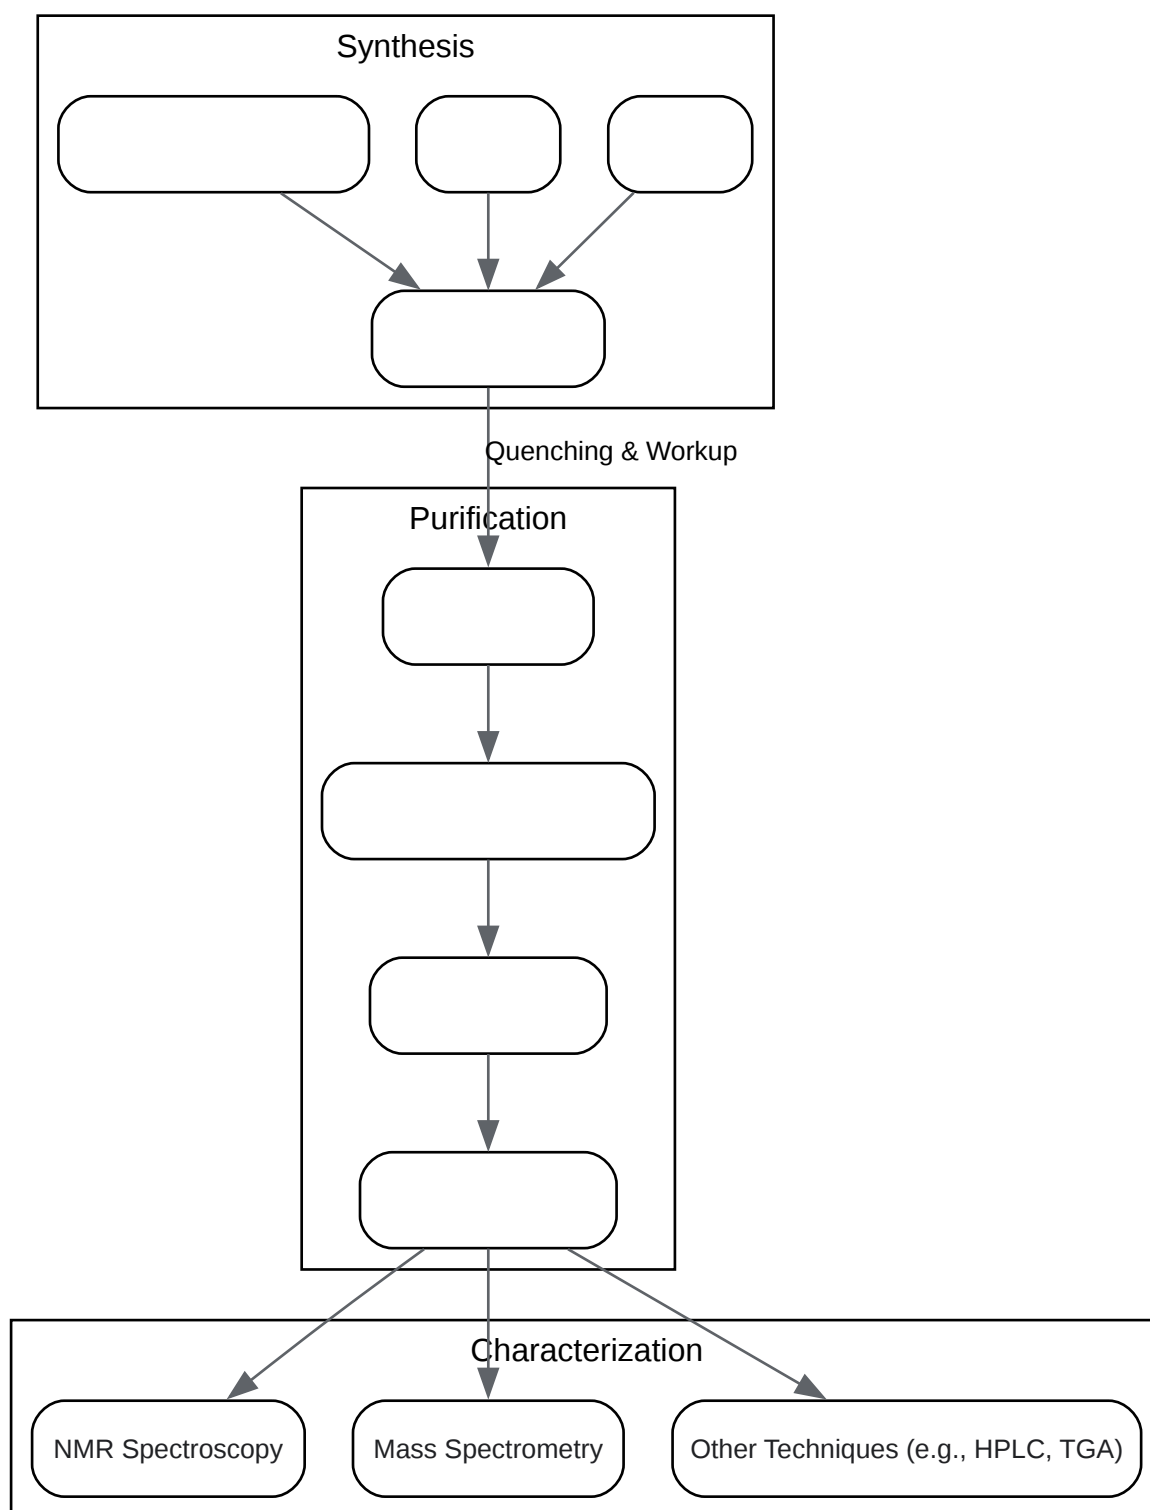 Synthesis
Quenching & Workup
Purification
Characterization
NMR Spectroscopy
Mass Spectrometry
Other Techniques (e.g., HPLC, TGA)